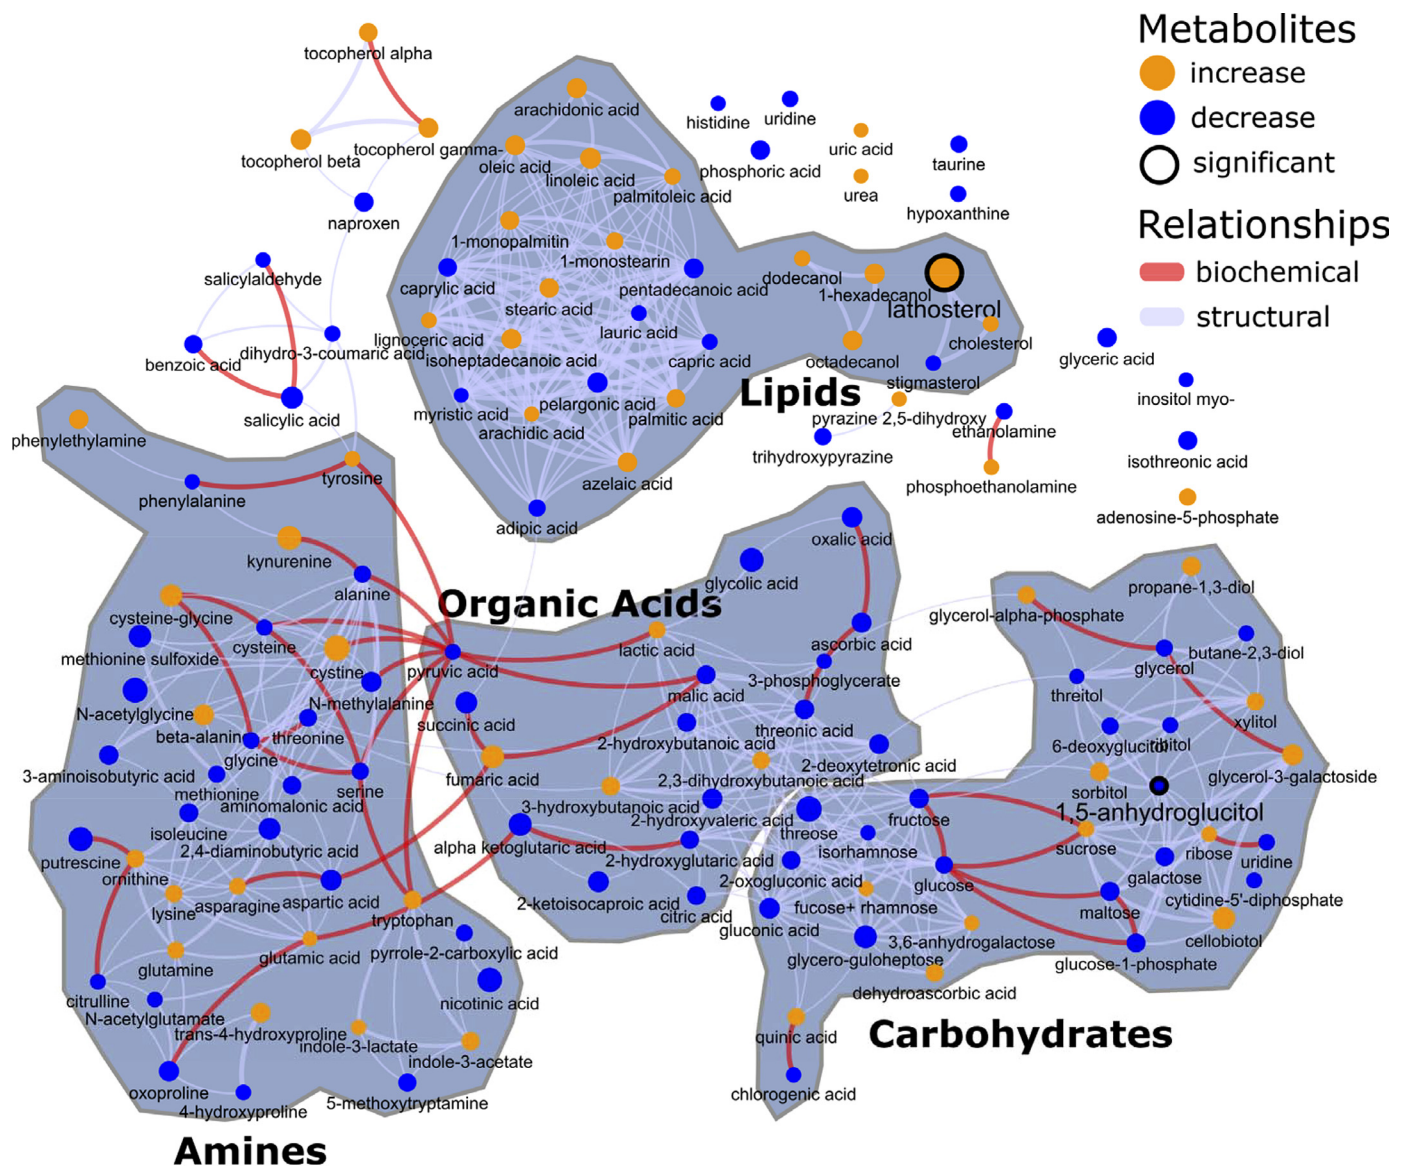 Metabolites
increase
decrease
significant
Relationships
biochemical
structural
tocopherol alpha
tocopherol beta
tocopherol gamma-
naproxen
salicylaldehyde
benzoic acid
dihydro-3-coumaric acid
salicylic acid
arachidonic acid
oleic acid
linoleic acid
palmitoleic acid
1-monopalmitin
1-monostearin
caprylic acid
pentadecanoic acid
stearic acid
lauric acid
lignoceric acid
isoheptadecanoic acid
capric acid
pelargonic acid
myristic acid
arachidic acid
palmitic acid
azelaic acid
adipic acid
dodecanol
1-hexadecanol
lathosterol
octadecanol
cholesterol
stigmasterol
Lipids
histidine
uridine
phosphoric acid
uric acid
urea
taurine
hypoxanthine
glyceric acid
inositol myo-
isothreonic acid
adenosine-5-phosphate
pyrazine 2,5-dihydroxy
trihydroxypyrazine
ethanolamine
phosphoethanolamine
phenylethylamine
phenylalanine
tyrosine
kynurenine
alanine
cysteine-glycine
cysteine
methionine sulfoxide
cystine
N-methylalanine
N-acetylglycine
beta-alanine
threonine
glycine
3-aminoisobutyric acid
methionine
aminomalonic acid
serine
isoleucine
2,4-diaminobutyric acid
putrescine
ornithine
lysine
asparagine
aspartic acid
tryptophan
glutamine
glutamic acid
pyrrole-2-carboxylic acid
citrulline
N-acetylglutamate
nicotinic acid
trans-4-hydroxyproline
indole-3-lactate
indole-3-acetate
oxoproline
4-hydroxyproline
5-methoxytryptamine
Amines
Organic Acids
oxalic acid
glycolic acid
lactic acid
ascorbic acid
pyruvic acid
malic acid
3-phosphoglycerate
succinic acid
threonic acid
2-hydroxybutanoic acid
2-deoxytetronic acid
fumaric acid
2,3-dihydroxybutanoic acid
3-hydroxybutanoic acid
2-hydroxyvaleric acid
alpha ketoglutaric acid
2-hydroxyglutaric acid
2-ketoisocaproic acid
citric acid
propane-1,3-diol
glycerol-alpha-phosphate
glycerol
butane-2,3-diol
threitol
xylitol
6-deoxyglucitol
ribitol
glycerol-3-galactoside
sorbitol
1,5-anhydroglucitol
fructose
threose
isorhamnose
sucrose
ribose
uridine
2-oxogluconic acid
glucose
galactose
cytidine-5'-diphosphate
fucose+ rhamnose
maltose
gluconic acid
3,6-anhydrogalactose
cellobiotol
glycero-guloheptose
glucose-1-phosphate
dehydroascorbic acid
quinic acid
chlorogenic acid
Carbohydrates